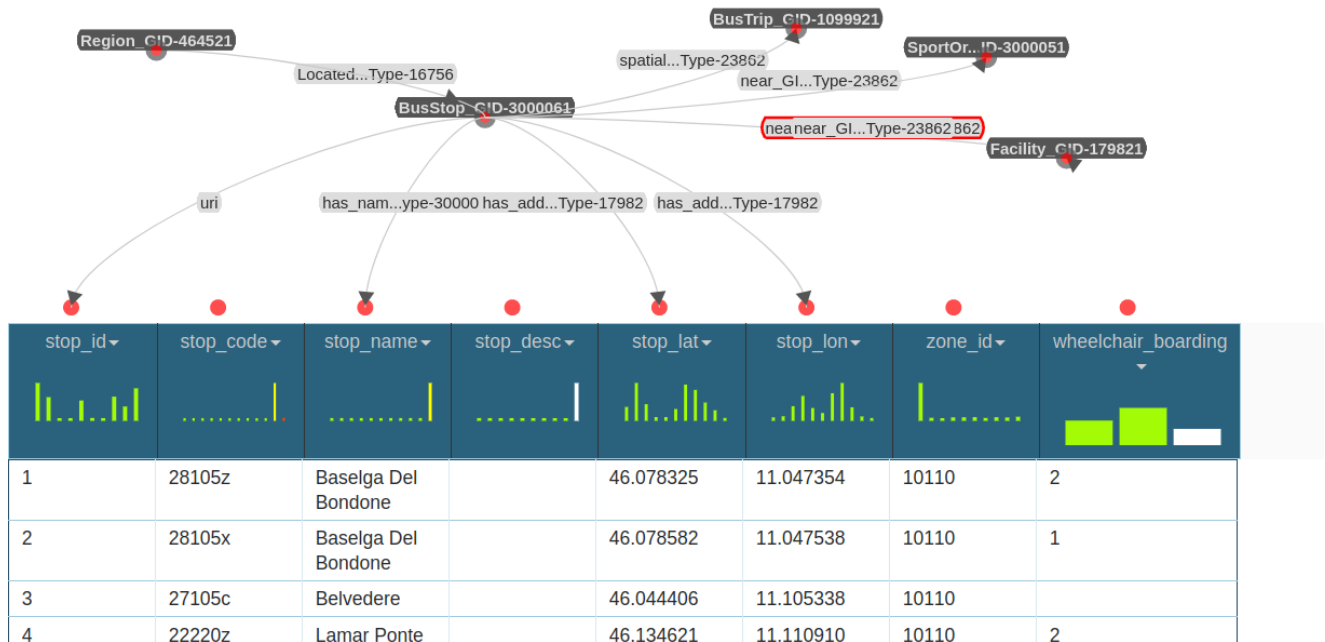 BusTrip_GID-1099921
Region_GID-464521
SportOr...ID-3000051
spatial...Type-23862
Located...Type-16756
near_GI...Type-23862
BusStop_GID-3000061
nea near_GI...Type-23862 862
Facility_GID-179821
uri
has_nam...ype-30000
has_add...Type-17982
has_add...Type-17982
stop_id stop_code stop_name stop_desc stop_lat stop_lon zone_id wheelchair_boarding
1 28105z Baselga Del 46.078325 11.047354 10110 2
Bondone
2 28105x Baselga Del 46.078582 11.047538 10110 1
Bondone
3 27105c Belvedere 46.044406 11.105338 10110
4 22220z Lamar Ponte 46.134621 11.110910 10110 2